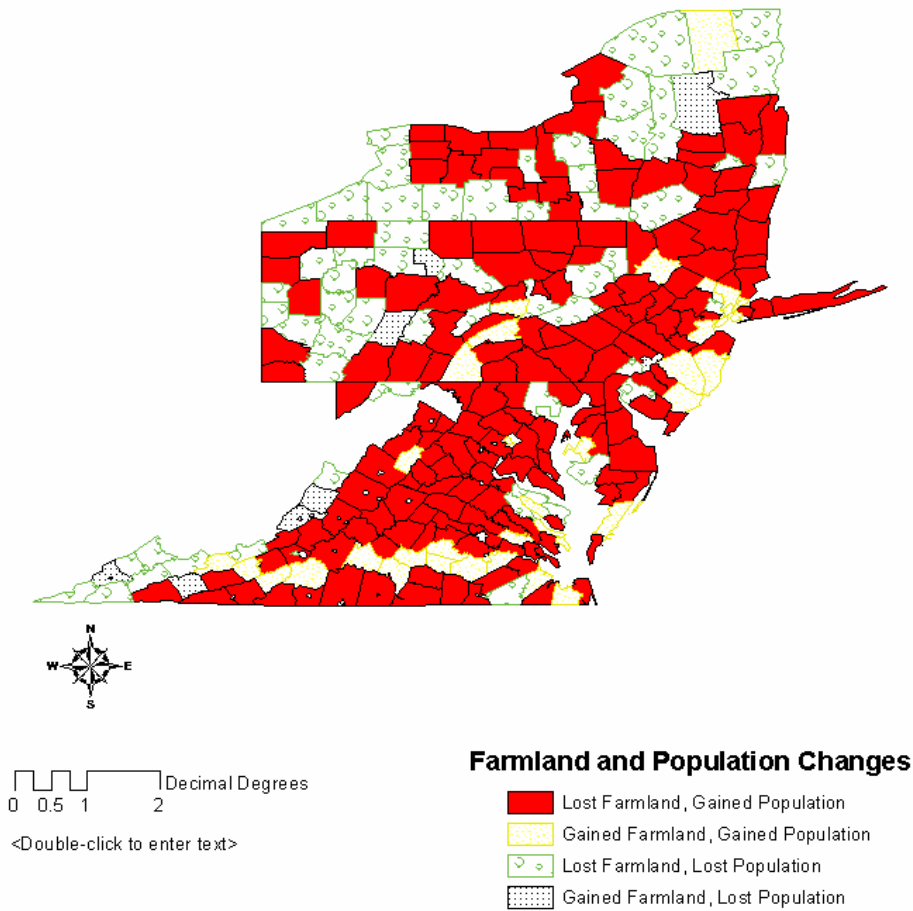 N
W E
S
Decimal Degrees
0 0.5 1 2
<Double-click to enter text>
Farmland and Population Changes
Lost Farmland, Gained Population
Gained Farmland, Gained Population
Lost Farmland, Lost Population
Gained Farmland, Lost Population